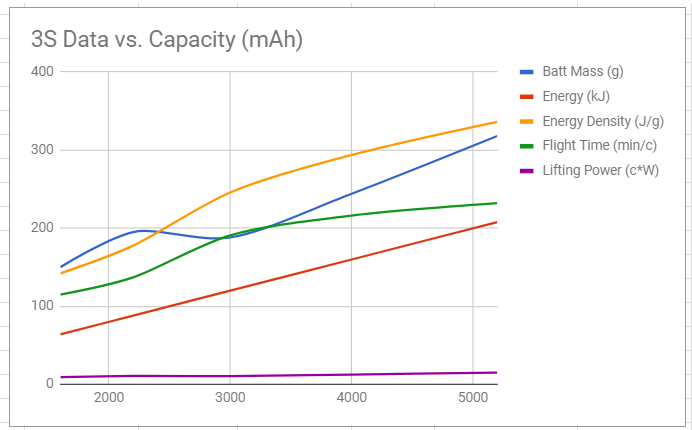 3S Data vs. Capacity (mAh)
400
300
200
100
0
2000 3000 4000 5000
Batt Mass (g)
Energy (kJ)
Energy Density (J/g)
Flight Time (min/c)
Lifting Power (c*W)